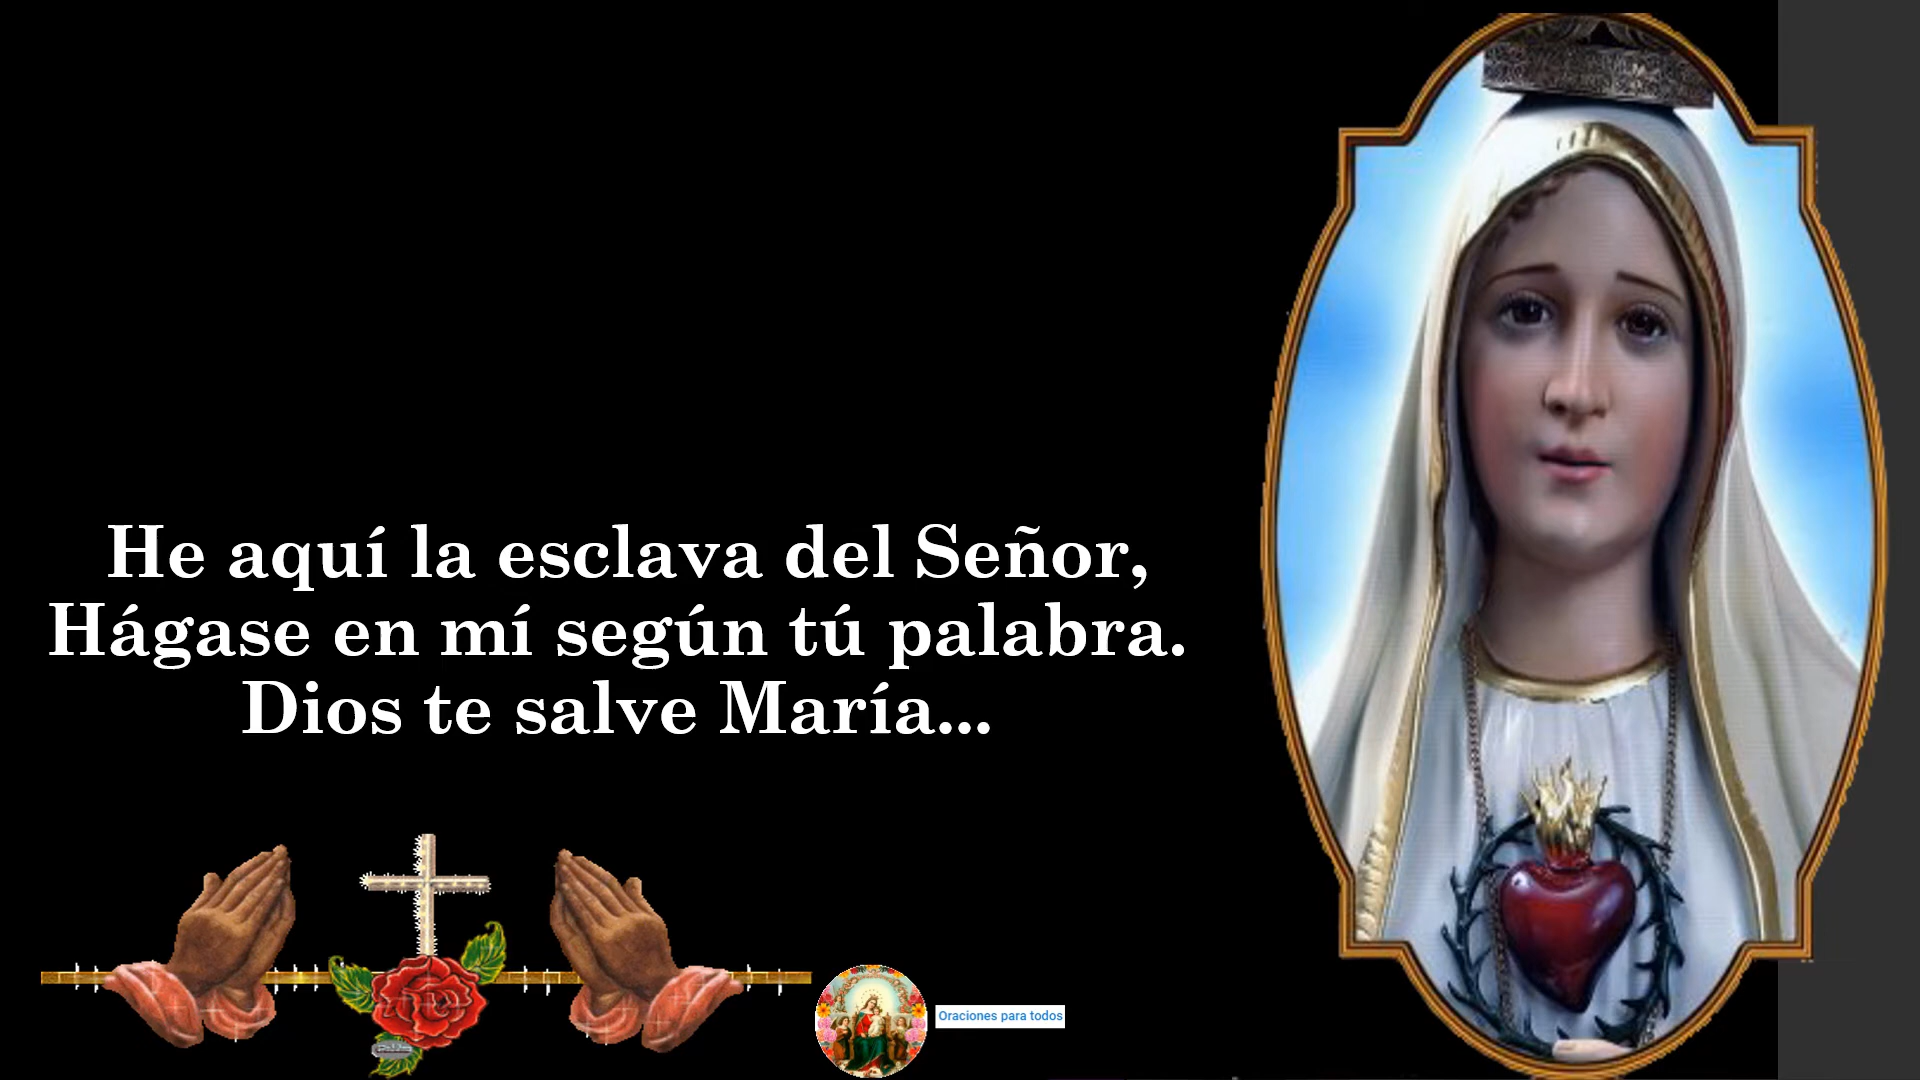 He aquí la esclava del Señor,
Hágase en mí según tú palabra.
Dios te salve María...
Oraciones para todos